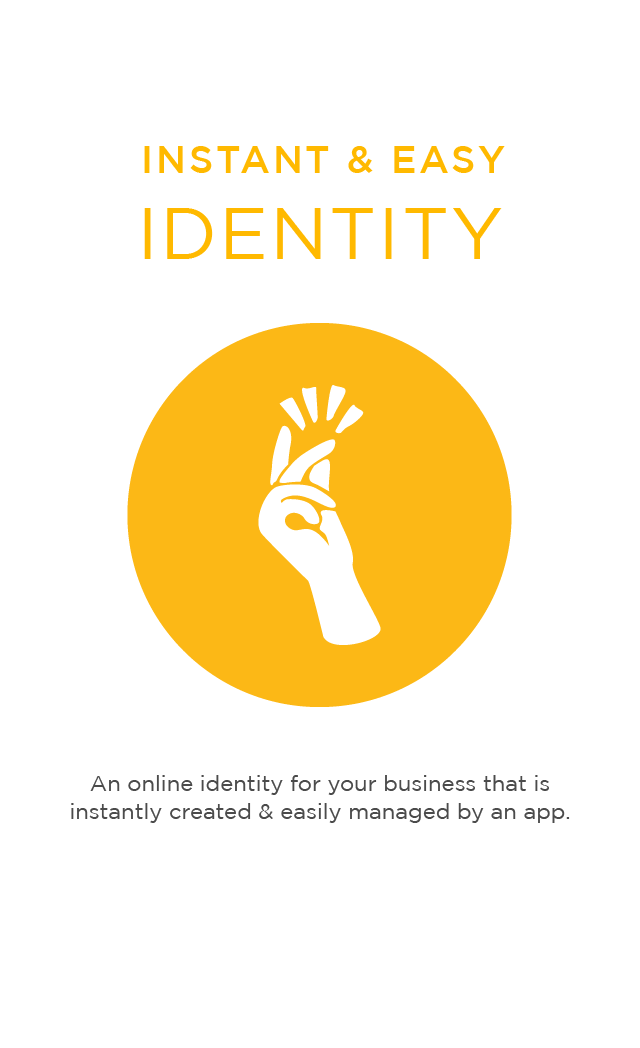 INSTANT & EASY
IDENTITY
An online identity for your business that is
instantly created & easily managed by an app.